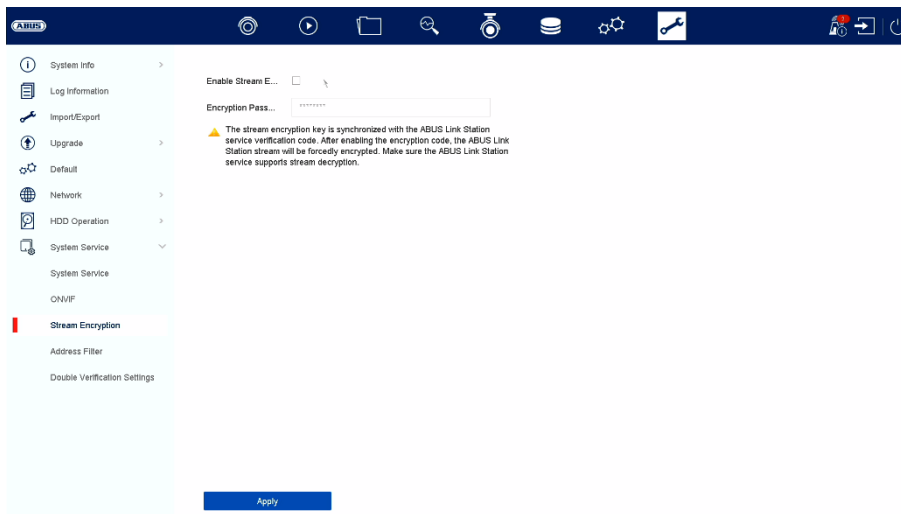 ABUS
?
System Info
Log Information
Import/Export
Upgrade
Default
Network
HDD Operation
System Service
System Service
ONVIF
Stream Encryption
Address Filter
Double Verification Settings
Enable Stream E...
Encryption Pass...
********
The stream encryption key is synchronized with the ABUS Link Station
service verification code. After enabling the encryption code, the ABUS Link
Station stream will be forcedly encrypted. Make sure the ABUS Link Station
service supports stream decryption.
Apply